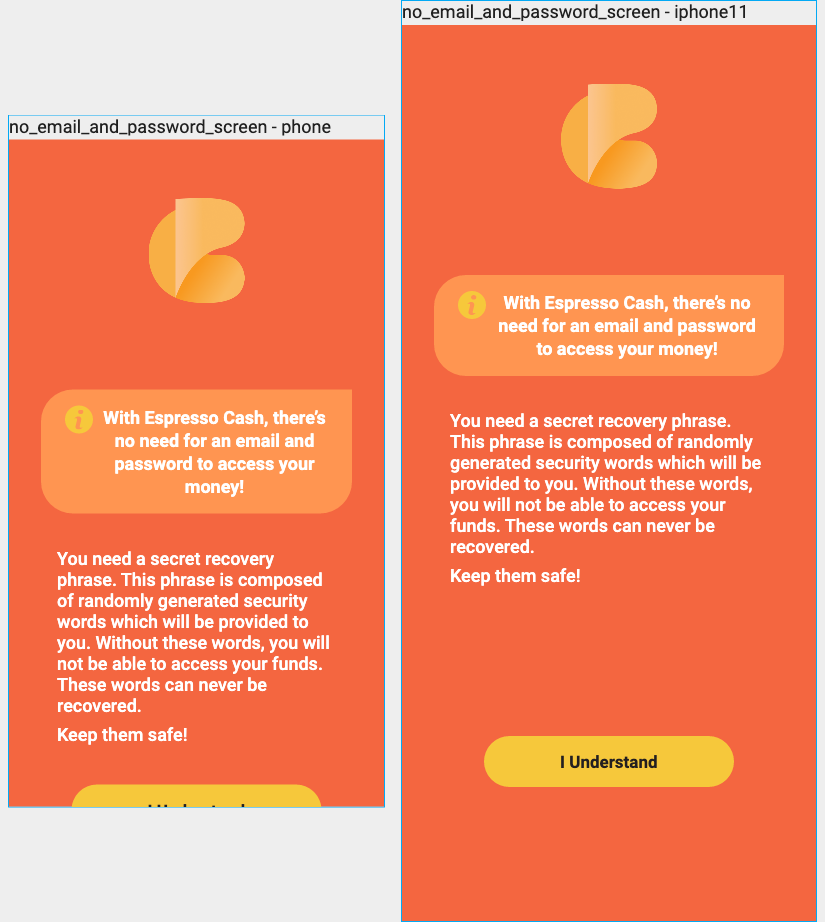 no_email_and_password_screen - phone
With Espresso Cash, there’s
no need for an email and
password to access your
money!
You need a secret recovery
phrase. This phrase is composed
of randomly generated security
words which will be provided to
you. Without these words, you will
not be able to access your funds.
These words can never be
recovered.
Keep them safe!
no_email_and_password_screen - iphone11
With Espresso Cash, there’s no
need for an email and password
to access your money!
You need a secret recovery phrase.
This phrase is composed of randomly
generated security words which will be
provided to you. Without these words,
you will not be able to access your
funds. These words can never be
recovered.
Keep them safe!
I Understand